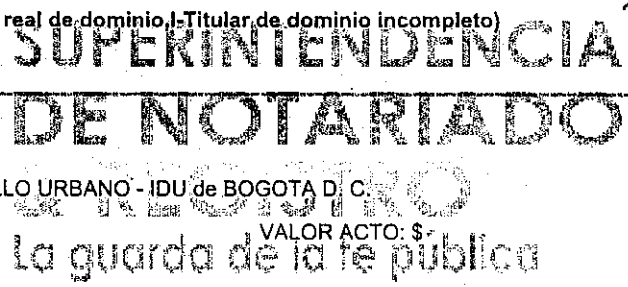 real de dominio,I-Titular de dominio incompleto)
SUPERINTENDENCIA
DE NOTARIADO
LLO URBANO - IDU de BOGOTA D. C.
& REGISTRO
VALOR ACTO: $
La guarda de la fe pública